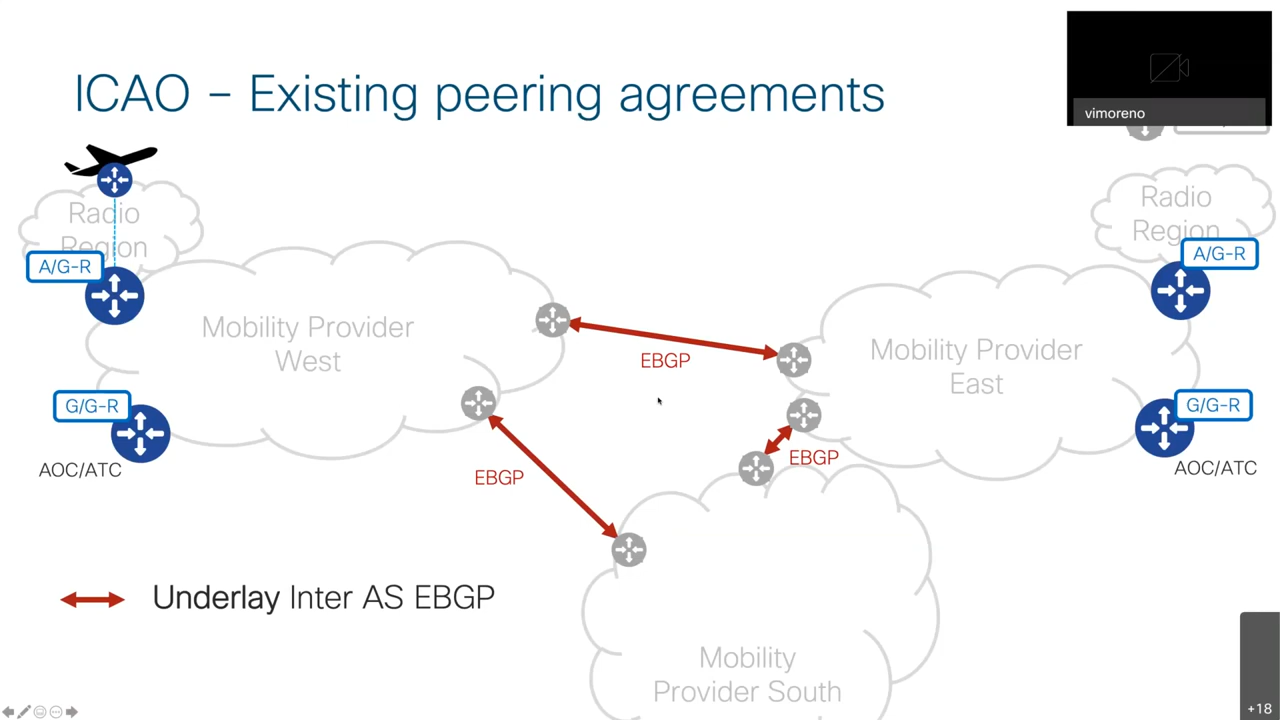 ICAO – Existing peering agreements
vimoreno
Radio
Region
A/G-R
Radio
Region
A/G-R
Mobility Provider
West
EBGP
Mobility Provider
East
G/G-R
AOC/ATC
G/G-R
AOC/ATC
EBGP
EBGP
Underlay Inter AS EBGP
Mobility
Provider South
+18